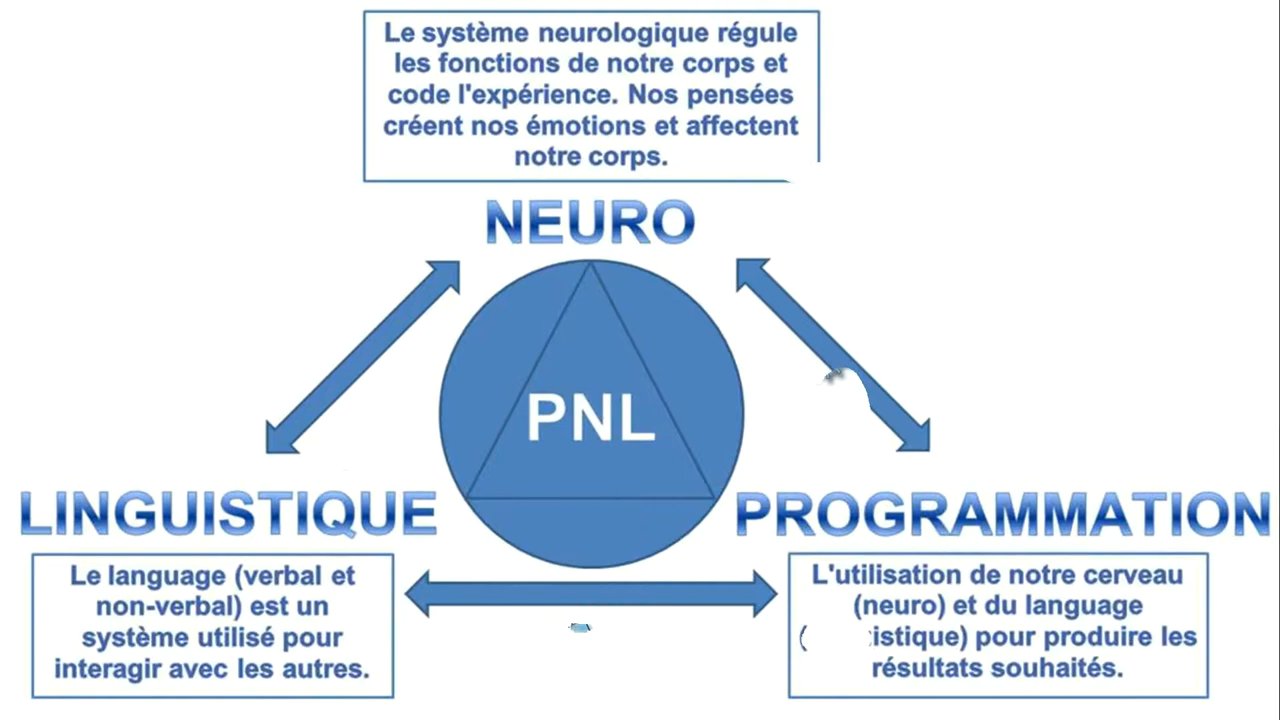 Le système neurologique régule
les fonctions de notre corps et
code l'expérience. Nos pensées
créent nos émotions et affectent
notre corps.
NEURO
PNL
LINGUISTIQUE
PROGRAMMATION
Le language (verbal et
non-verbal) est un
système utilisé pour
interagir avec les autres.
L'utilisation de notre cerveau
(neuro) et du language
( istique) pour produire les
résultats souhaités.